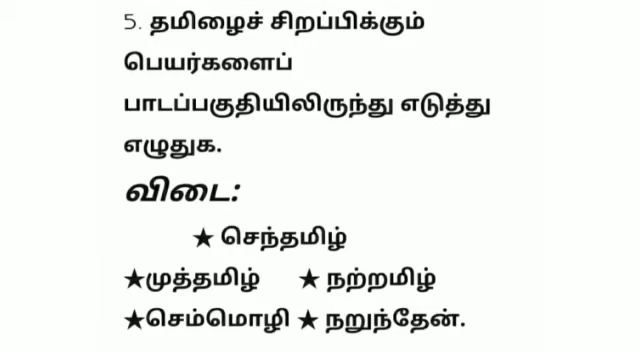 5. தமிழைச் சிறப்பிக்கும்
பெயர்களைப்
பாடப்பகுதியிலிருந்து எடுத்து
எழுதுக.
விடை:
★ செந்தமிழ்
★முத்தமிழ் ★ நற்றமிழ்
★செம்மொழி ★ நறுந்தேன்.